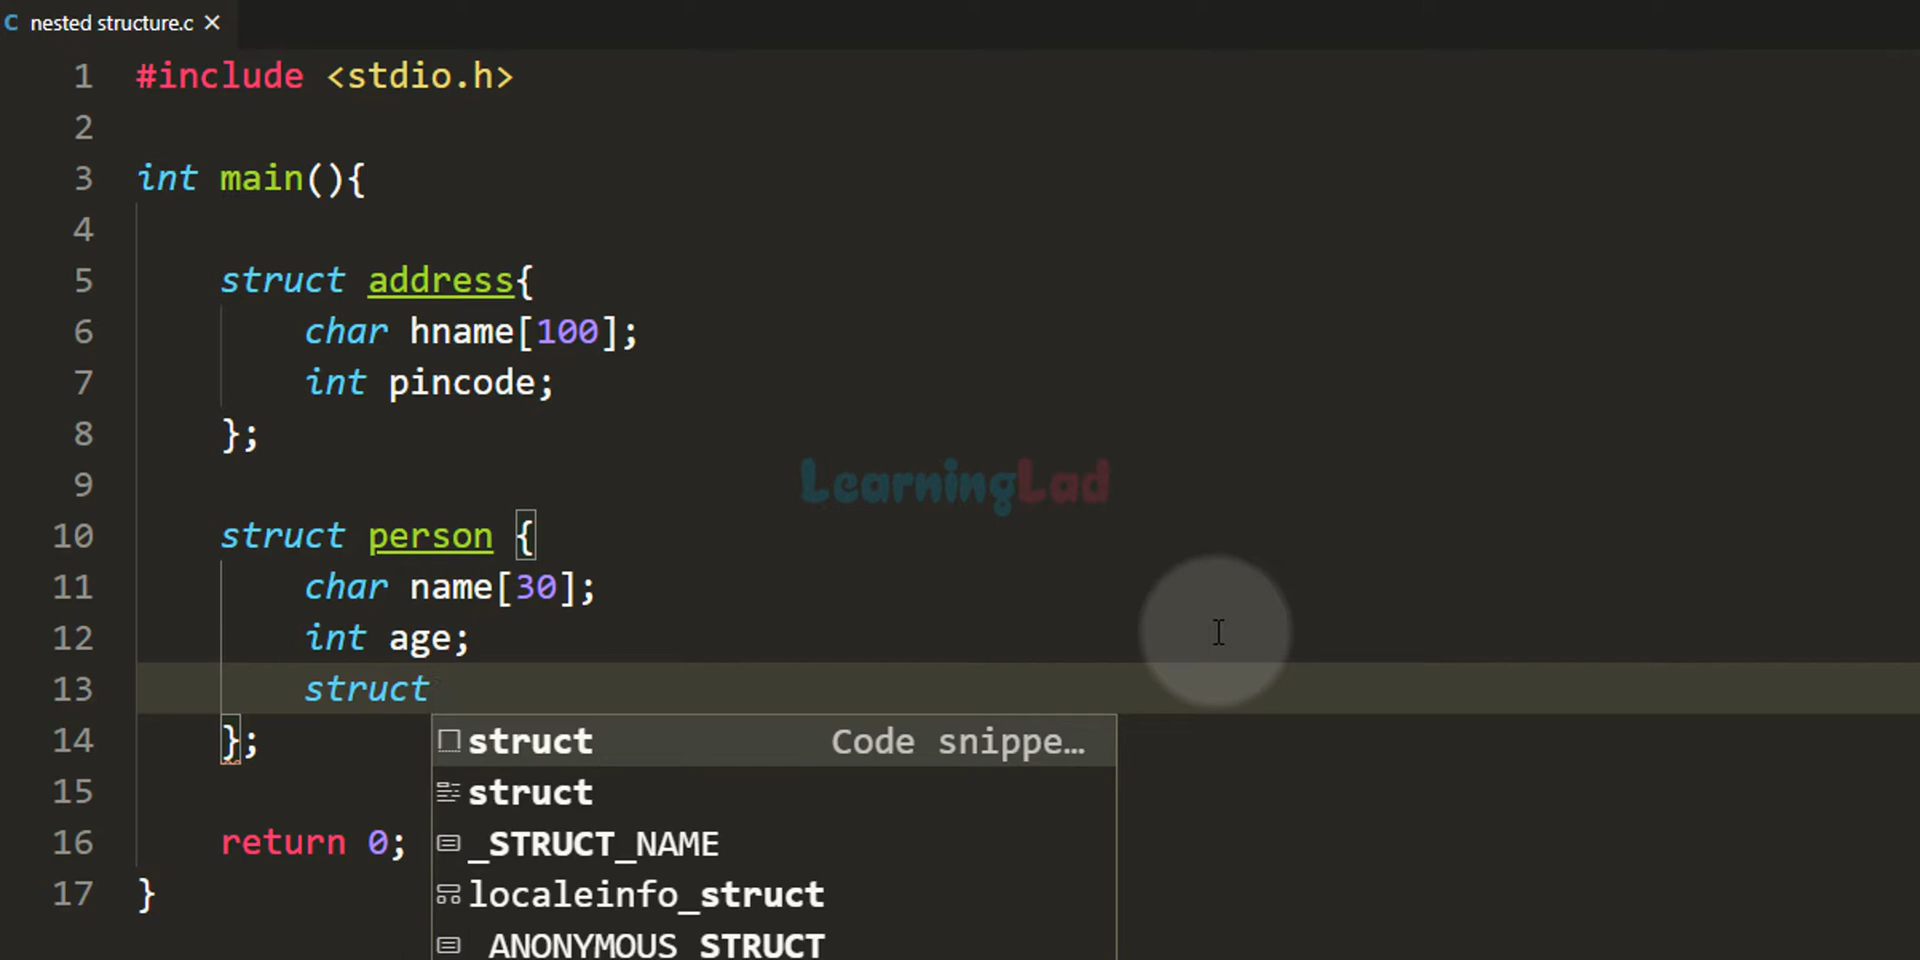 C nested structure.c ×
1 #include <stdio.h>
2
3 int main(){
4
5 struct address{
6 char hname[100];
7 int pincode;
8 };
9
LearningLad
10 struct person {
11 char name[30];
12 int age;
13 struct
14 };
struct Code snippe…
15
struct
16 return 0;
_STRUCT_NAME
17 }
localeinfo_struct
_ANONYMOUS_STRUCT